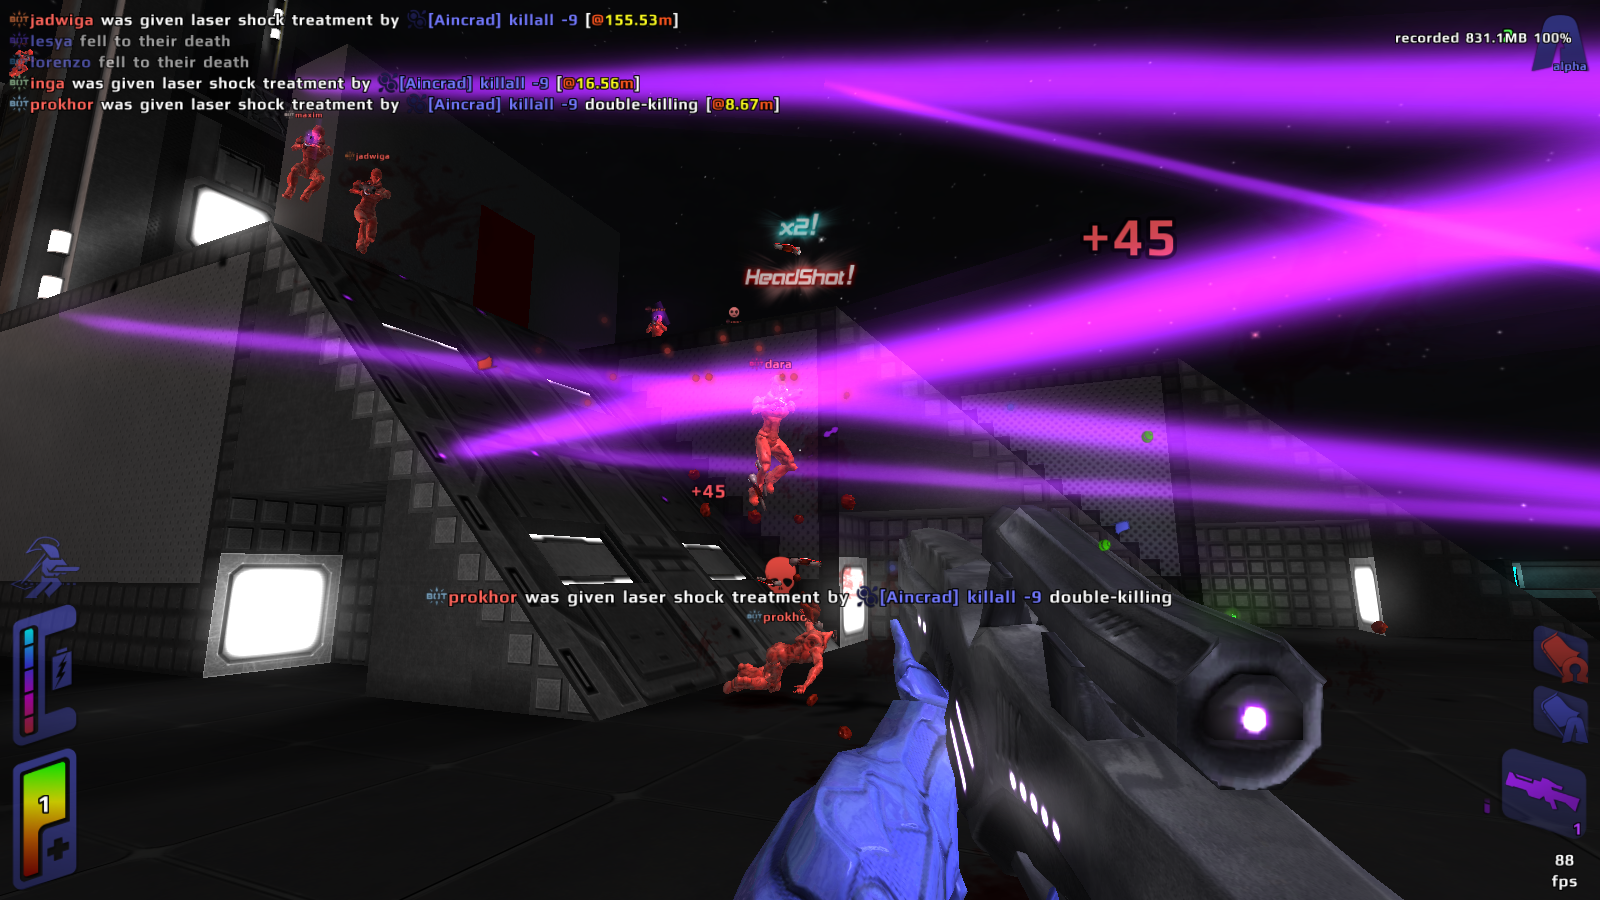 BOT jadwiga was given laser shock treatment by [Aincrad] killall -9 [@155.53m]
BOT lesya fell to their death
lorenzo fell to their death
BOT inga was given laser shock treatment by [Aincrad] killall -9 [@16.56m]
BOT prokhor was given laser shock treatment by [Aincrad] killall -9 double-killing [@8.67m]
recorded 831.1MB 100%
alpha
BOT maxim
jadwiga
x2!
HeadShot!
+45
dara
+45
BOT prokhor was given laser shock treatment by [Aincrad] killall -9 double-killing
BOT prokho
1
1
88
fps